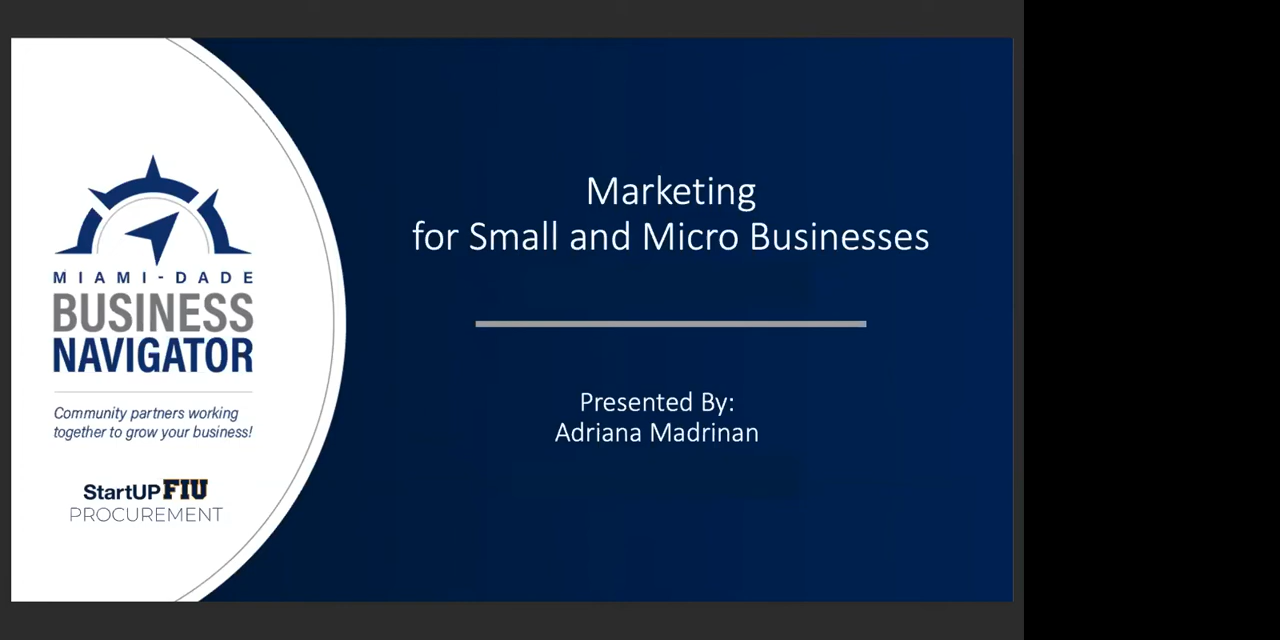 MIAMI-DADE
BUSINESS
NAVIGATOR
Community partners working
together to grow your business!
StartUP FIU
PROCUREMENT
Marketing
for Small and Micro Businesses
Presented By:
Adriana Madrinan